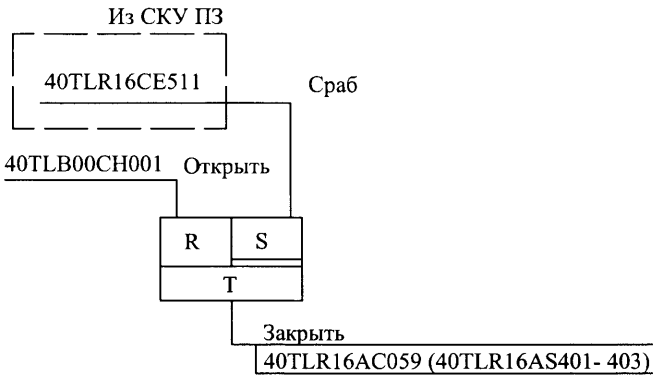 Из СКУ ПЗ
40TLR16CE511
Сраб
40TLB00CH001 Открыть
R S
T
Закрыть
40TLR16AC059 (40TLR16AS401- 403)